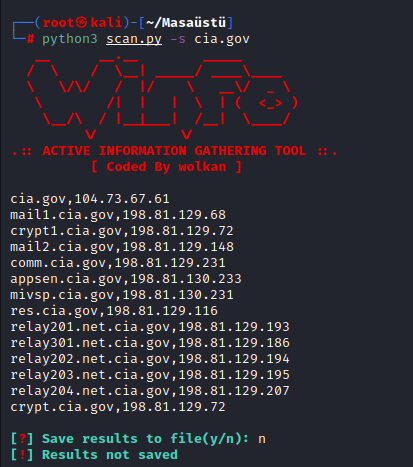 ┌──(root㉿kali)-[~/Masaüstü]
└─# python3 scan.py -s cia.gov
.:: ACTIVE INFORMATION GATHERING TOOL ::.
[ Coded By wolkan ]
cia.gov,104.73.67.61
mail1.cia.gov,198.81.129.68
crypt1.cia.gov,198.81.129.72
mail2.cia.gov,198.81.129.148
comm.cia.gov,198.81.129.231
appsen.cia.gov,198.81.130.233
mivsp.cia.gov,198.81.130.231
res.cia.gov,198.81.129.116
relay201.net.cia.gov,198.81.129.193
relay301.net.cia.gov,198.81.129.186
relay202.net.cia.gov,198.81.129.194
relay203.net.cia.gov,198.81.129.195
relay204.net.cia.gov,198.81.129.207
crypt.cia.gov,198.81.129.72
[?] Save results to file(y/n): n
[!] Results not saved